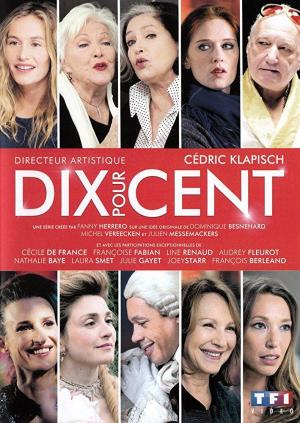 DIRECTEUR ARTISTIQUE
CÉDRIC KLAPISCH
DIX POUR CENT
UNE SÉRIE CRÉÉE PAR FANNY HERRERO SUR UNE IDÉE ORIGINALE DE DOMINIQUE BESNEHARD
MICHEL VEREECKEN ET JULIEN MESSEMACKERS
ET AVEC LES PARTICIPATIONS EXCEPTIONNELLES DE :
CÉCILE DE FRANCE FRANÇOISE FABIAN LINE RENAUD AUDREY FLEUROT
NATHALIE BAYE LAURA SMET JULIE GAYET JOEYSTARR FRANÇOIS BERLEAND
TF1
VIDEO